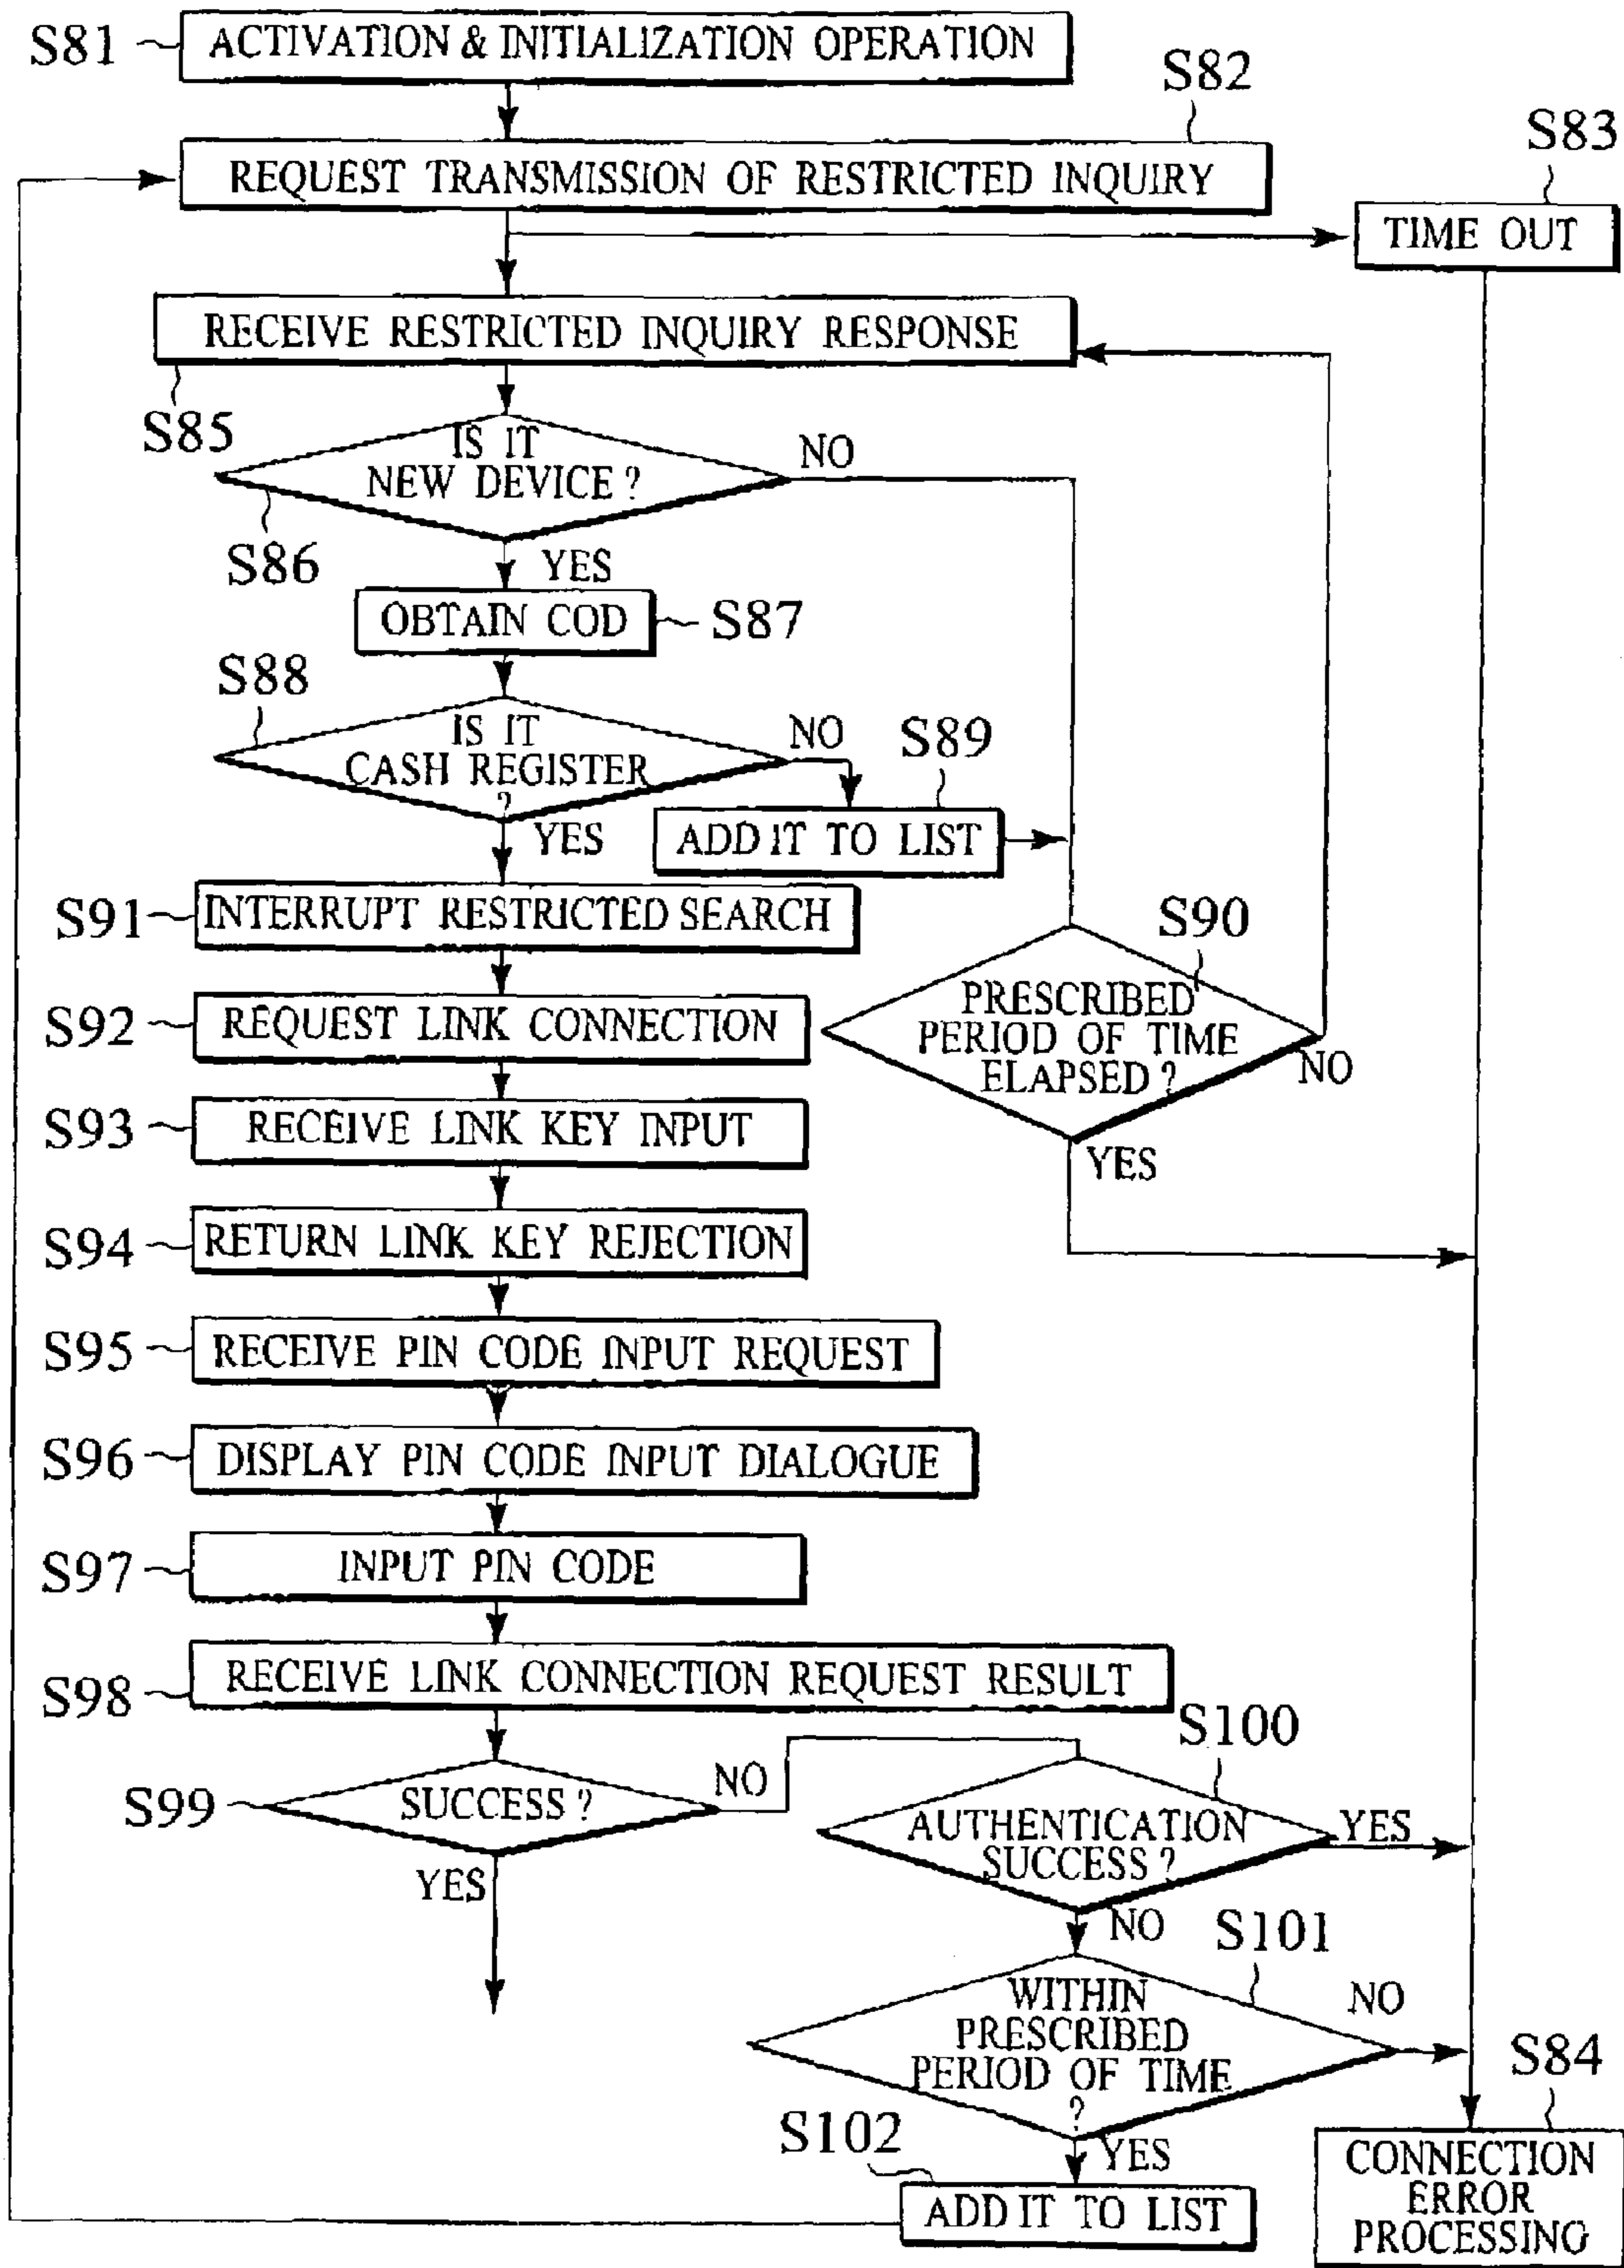 S81
ACTIVATION & INITIALIZATION OPERATION
S82
REQUEST TRANSMISSION OF RESTRICTED INQUIRY
S83
TIME OUT
RECEIVE RESTRICTED INQUIRY RESPONSE
S85
IS IT
NEW DEVICE ?
NO
S86
YES
OBTAIN COD
S87
S88
IS IT
CASH REGISTER
?
NO
S89
YES
ADD IT TO LIST
S91
INTERRUPT RESTRICTED SEARCH
S90
PRESCRIBED
PERIOD OF TIME
ELAPSED ?
NO
YES
S92
REQUEST LINK CONNECTION
S93
RECEIVE LINK KEY INPUT
S94
RETURN LINK KEY REJECTION
S95
RECEIVE PIN CODE INPUT REQUEST
S96
DISPLAY PIN CODE INPUT DIALOGUE
S97
INPUT PIN CODE
S98
RECEIVE LINK CONNECTION REQUEST RESULT
S99
SUCCESS ?
NO
YES
S100
AUTHENTICATION
SUCCESS ?
YES
NO
S101
WITHIN
PRESCRIBED
PERIOD OF TIME
?
NO
YES
S102
ADD IT TO LIST
S84
CONNECTION
ERROR
PROCESSING